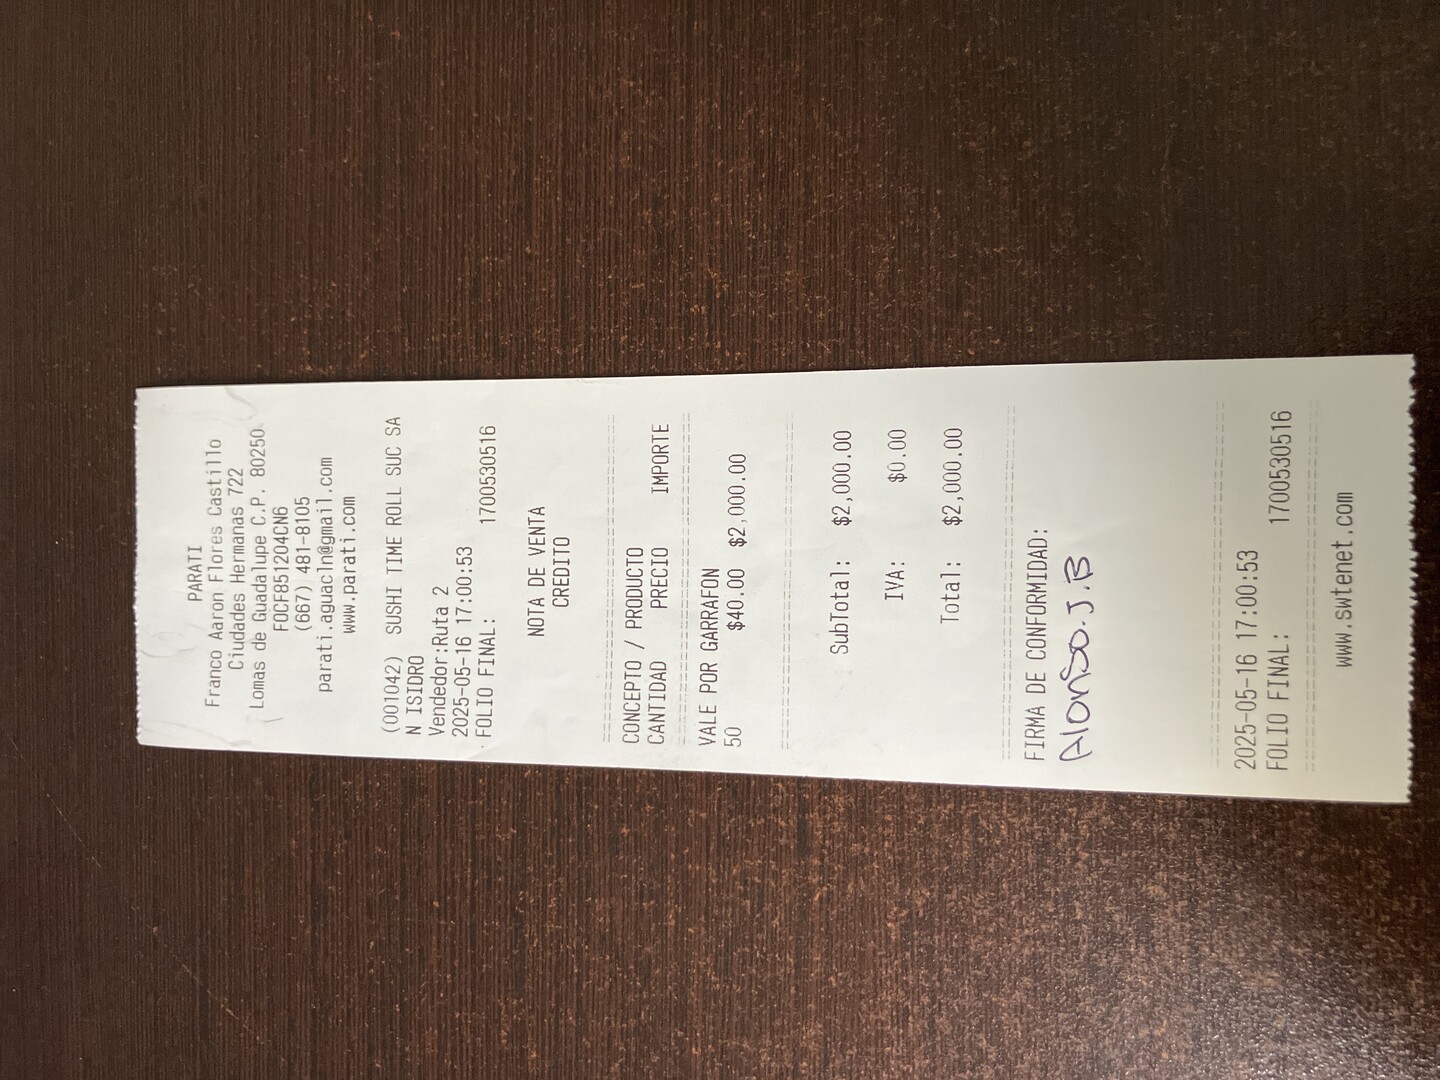 PARATI
Franco Aaron Flores Castillo
Ciudades Hermanas 722
Lomas de Guadalupe C.P. 80250
FOCF851204CN6
(667) 481-8105
parati.aguacln@gmail.com
www.parati.com
(001042) SUSHI TIME ROLL SUC SA
N ISIDRO
Vendedor:Ruta 2
2025-05-16 17:00:53
FOLIO FINAL: 1700530516
NOTA DE VENTA
CREDITO
CONCEPTO / PRODUCTO
CANTIDAD PRECIO IMPORTE
VALE POR GARRAFON
50 $40.00 $2,000.00
SubTotal: $2,000.00
IVA: $0.00
Total: $2,000.00
FIRMA DE CONFORMIDAD:
Alonso.J.B
2025-05-16 17:00:53
FOLIO FINAL: 1700530516
www.swtenet.com